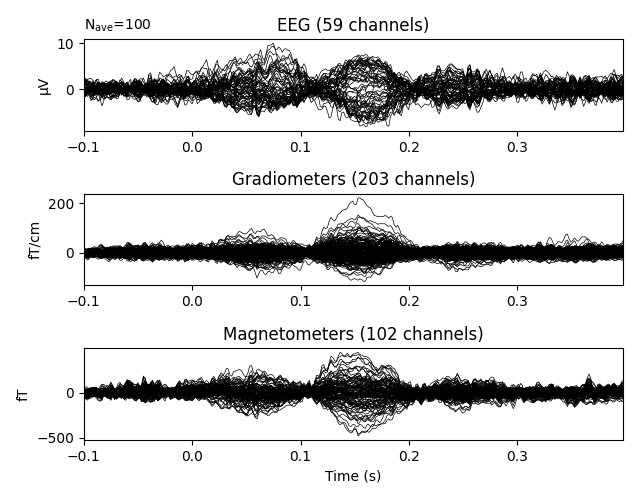 N_ave=100
EEG (59 channels)
10
0
µV
−0.1 0.0 0.1 0.2 0.3
Gradiometers (203 channels)
200
0
fT/cm
−0.1 0.0 0.1 0.2 0.3
Magnetometers (102 channels)
0
−500
fT
−0.1 0.0 0.1 0.2 0.3
Time (s)